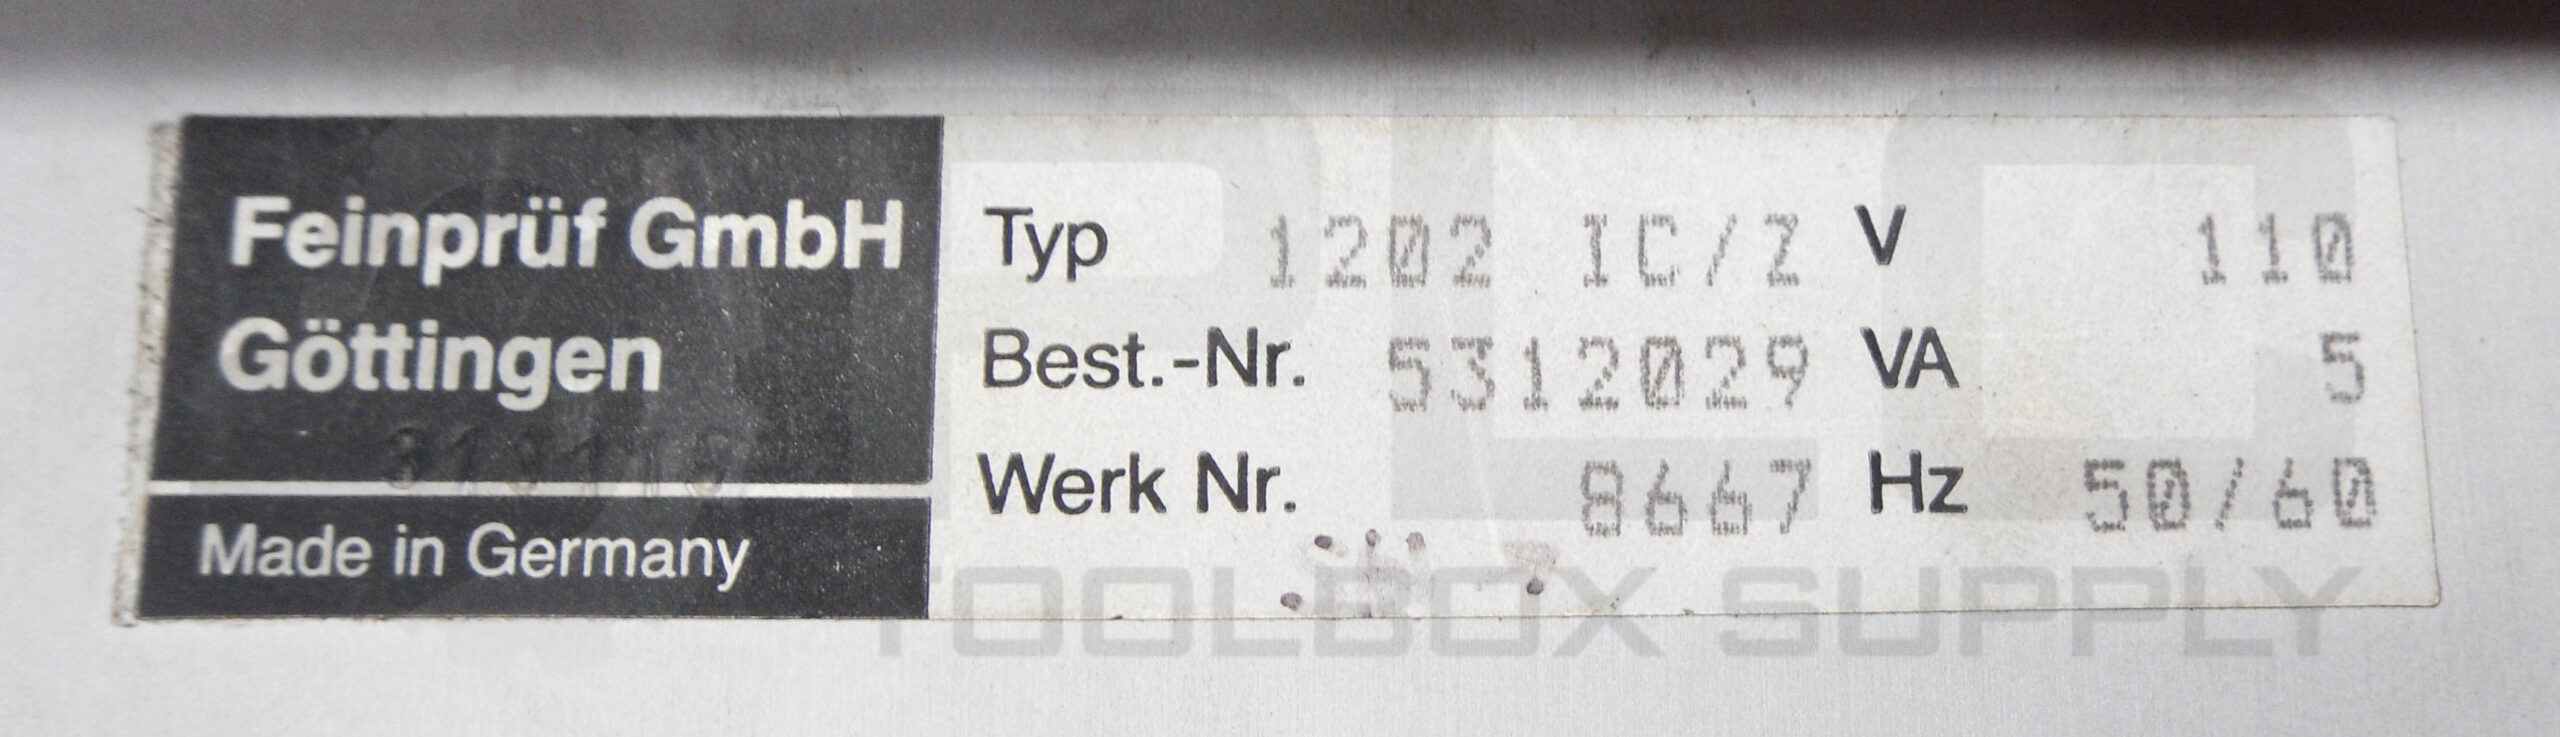 Feinprüf GmbH
Göttingen
Made in Germany
Typ 1202 IC/Z V 110
Best.-Nr. 5312029 VA 5
Werk Nr. 8667 Hz 50/60
PLC
TOOLBOX SUPPLY